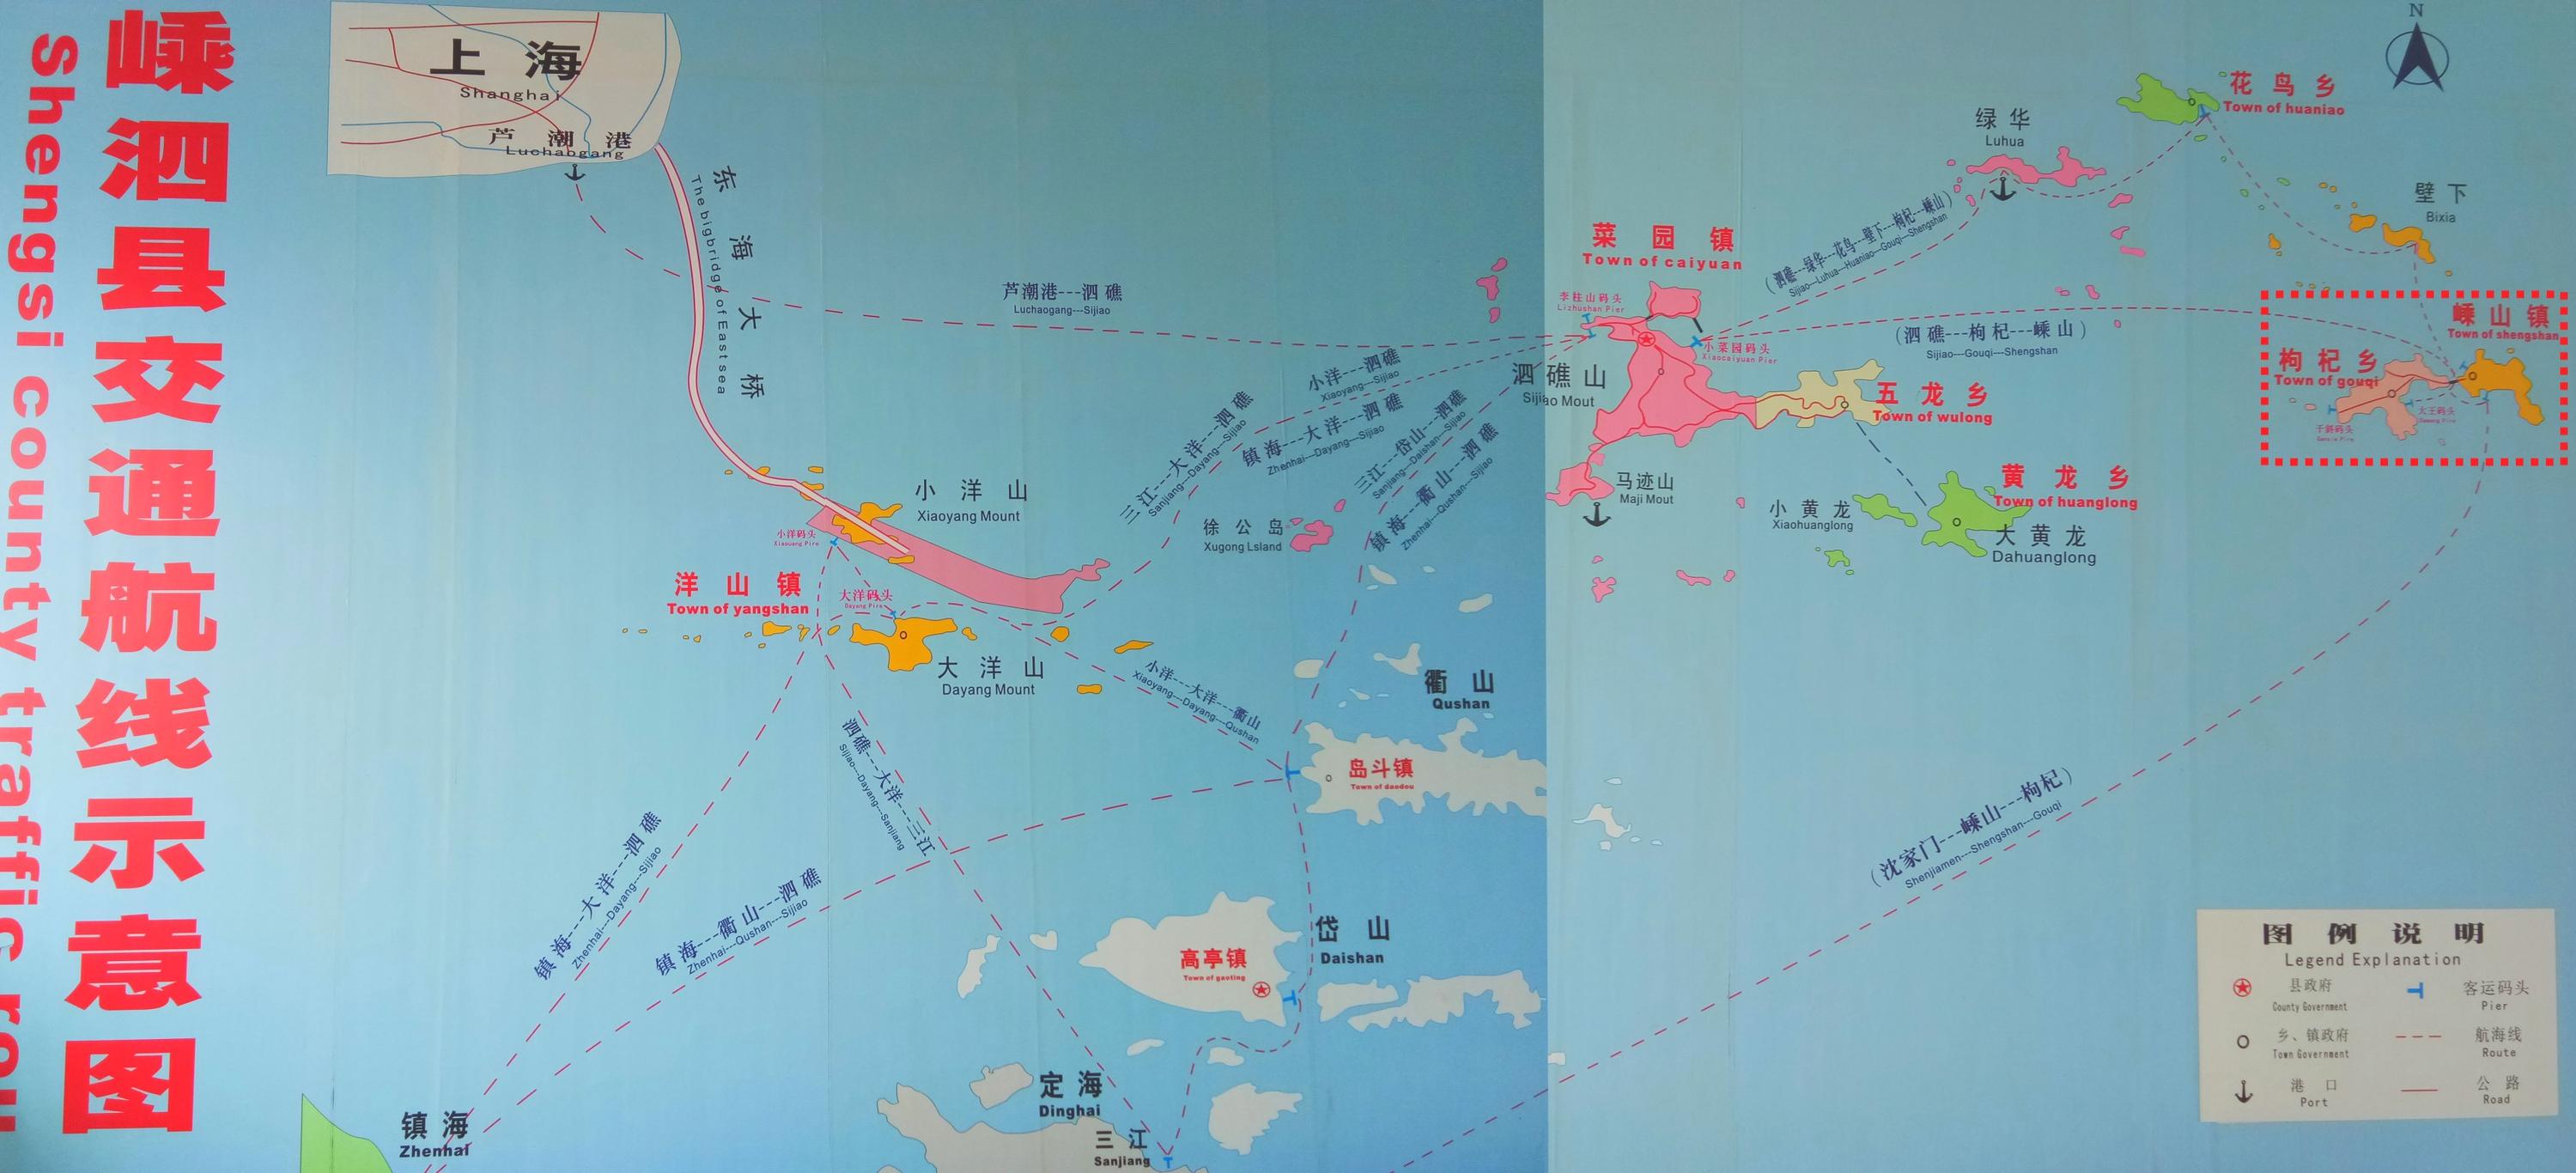 嵊泗县交通航线示意图
Shengsi county traffic rou
上海
Shanghai
芦潮港
Luchaogang
东海大桥
The big bridge of East sea
芦潮港---泗礁
Luchaogang---Sijiao
小洋山
Xiaoyang Mount
小洋码头
洋山镇
Town of yangshan
大洋码头
Dayang Pire
大洋山
Dayang Mount
三江---大洋---泗礁
Sanjiang---Dayang---Sijiao
小洋---泗礁
Xiaoyang---Sijiao
镇海---大洋---泗礁
Zhenhai---Dayang---Sijiao
三江---岱山---泗礁
Sanjiang---Daishan---Sijiao
镇海---衢山---泗礁
Zhenhai---Qushan---Sijiao
徐公岛
Xugong Lsland
小洋---大洋---衢山
Xiaoyang---Dayang---Qushan
泗礁---大洋---三江
Sijiao---Dayang---Sanjiang
镇海---大洋---泗礁
Zhenhai---Dayang---Sijiao
镇海---衢山---泗礁
Zhenhai---Qushan---Sijiao
衢山
Qushan
岛斗镇
Town of daodou
岱山
Daishan
高亭镇
Town of gaoting
定海
Dinghai
三江
Sanjiang
镇海
Zhenhai
菜园镇
Town of caiyuan
李柱山码头
Lizhushan Pier
小菜园码头
Xiaocaiyuan Pier
泗礁山
Sijiao Mout
马迹山
Maji Mout
五龙乡
Town of wulong
黄龙乡
Town of huanglong
小黄龙
Xiaohuanglong
大黄龙
Dahuanglong
绿华
Luhua
(泗礁---绿华---花鸟---壁下---枸杞---嵊山)
Sijiao---Luhua---Huaniao---Gouqi---Shengshan
(泗礁---枸杞---嵊山)
Sijiao---Gouqi---Shengshan
花鸟乡
Town of huaniao
壁下
Bixia
嵊山镇
Town of shengshan
枸杞乡
Town of gouqi
大王码头
干斜码头
(沈家门---嵊山---枸杞)
Shenjiamen---Shengshan---Gouqi
N
图例说明
Legend Explanation
县政府
County Government
客运码头
Pier
乡、镇政府
Town Government
航海线
Route
港口
Port
公路
Road